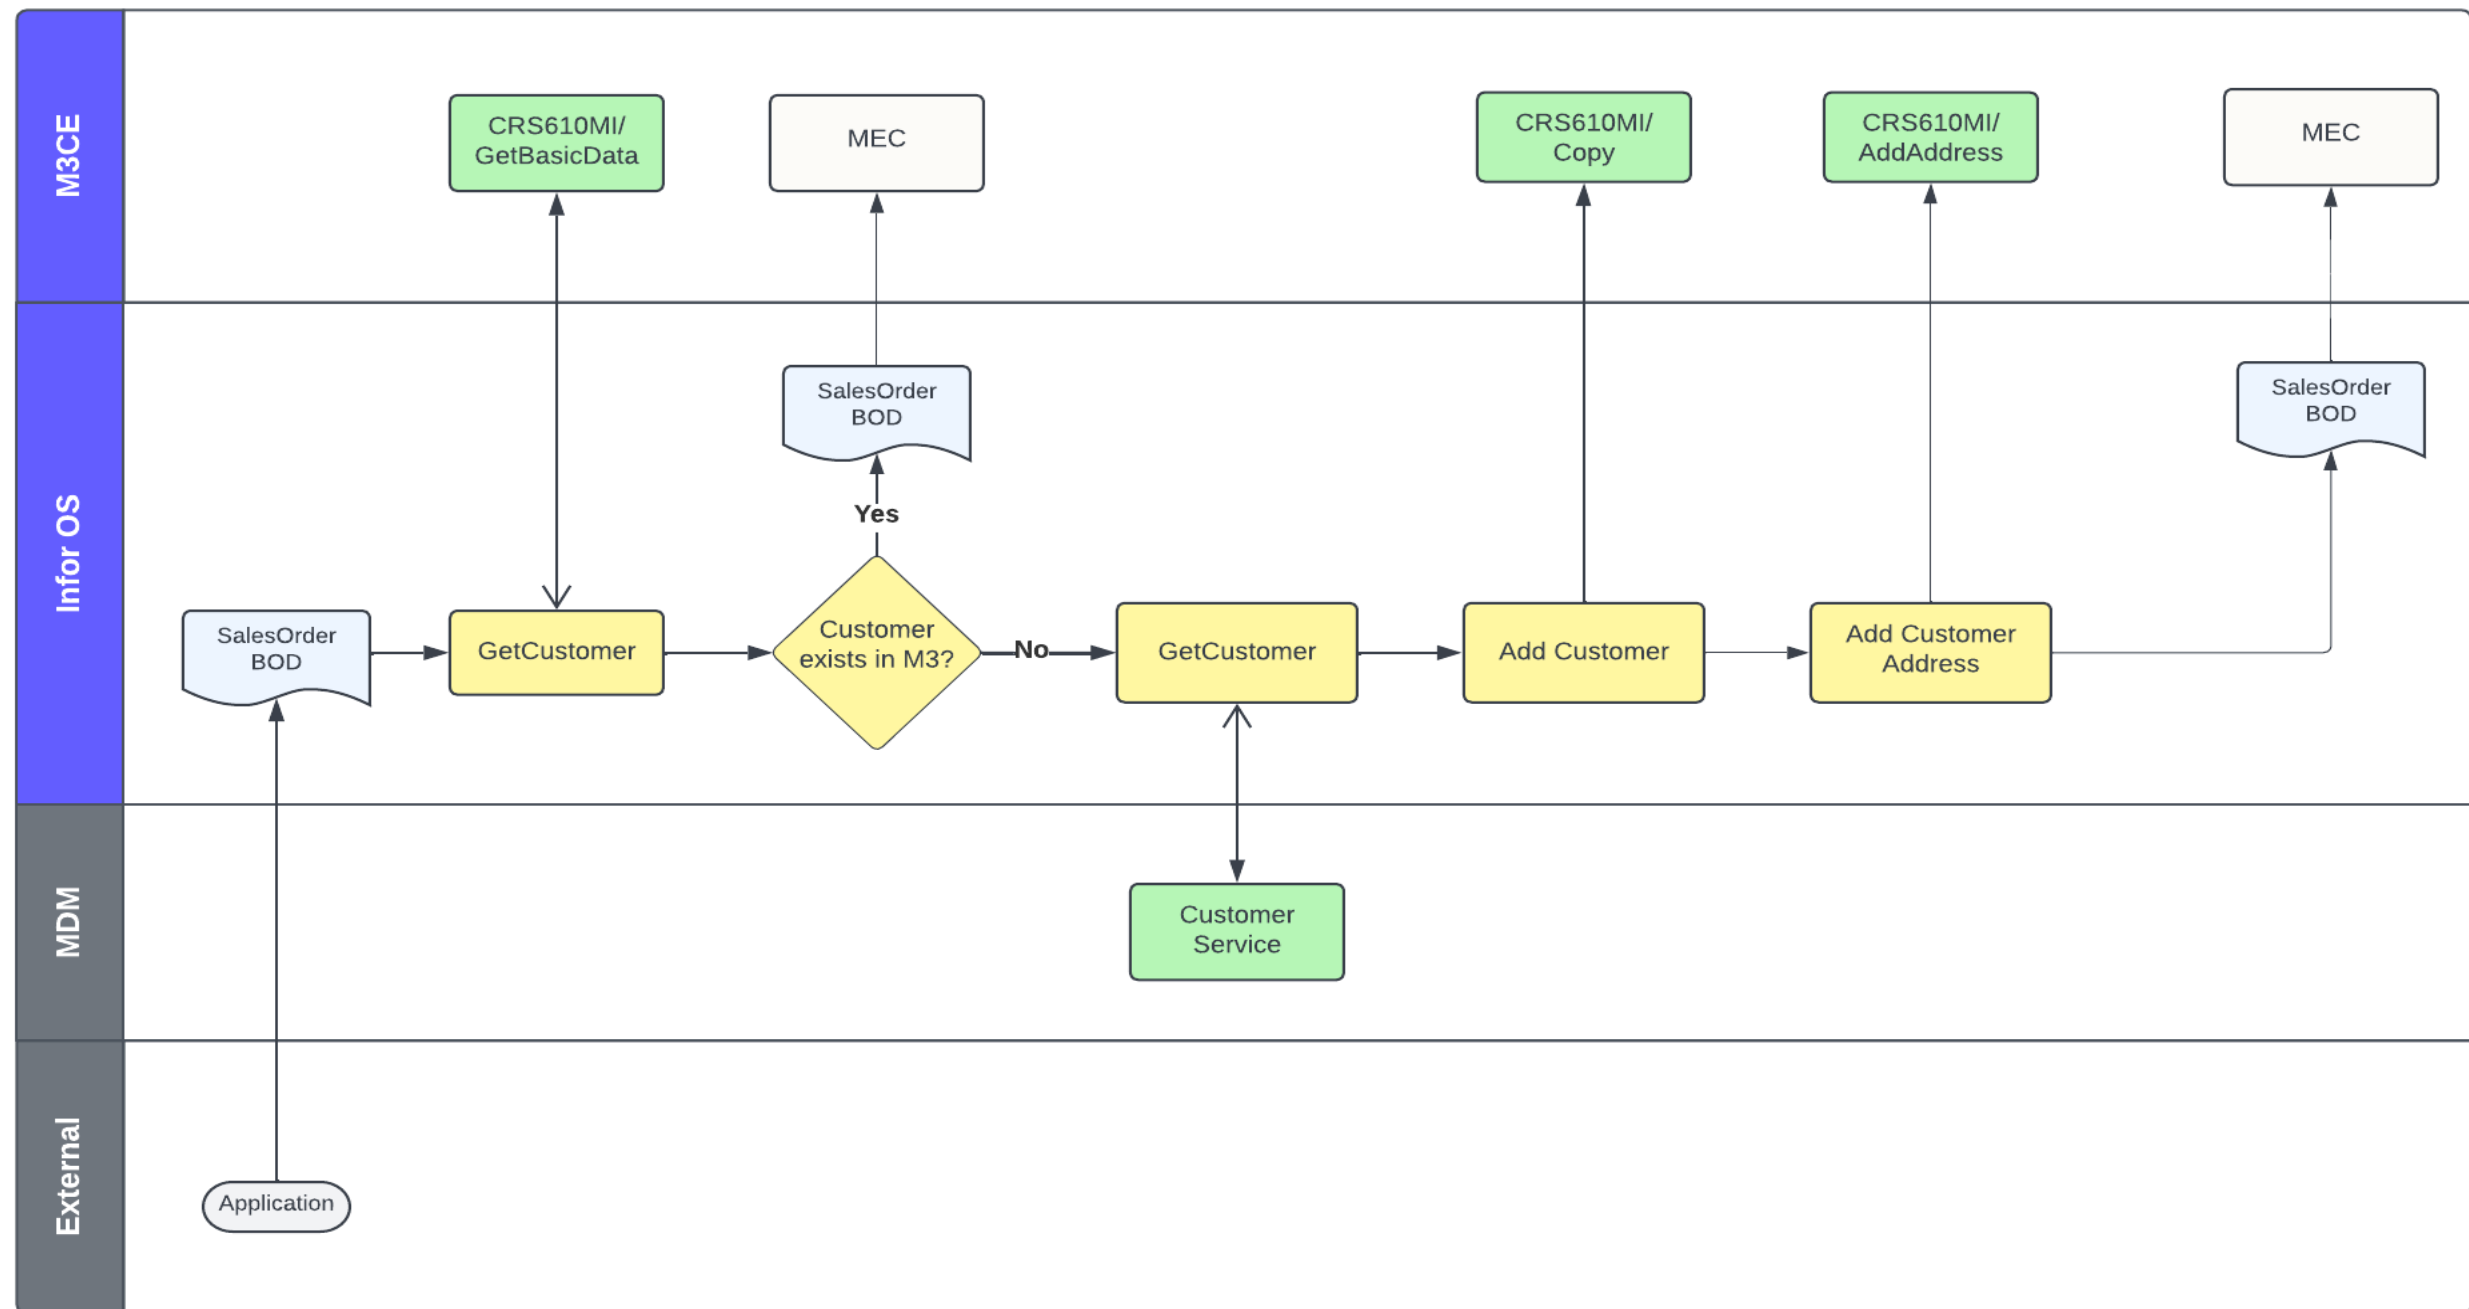 M3CE
CRS610MI/
GetBasicData
MEC
CRS610MI/
Copy
CRS610MI/
AddAddress
MEC
Infor OS
SalesOrder
BOD
SalesOrder
BOD
Yes
SalesOrder
BOD
GetCustomer
Customer
exists in M3?
No
GetCustomer
Add Customer
Add Customer
Address
MDM
Customer
Service
External
Application